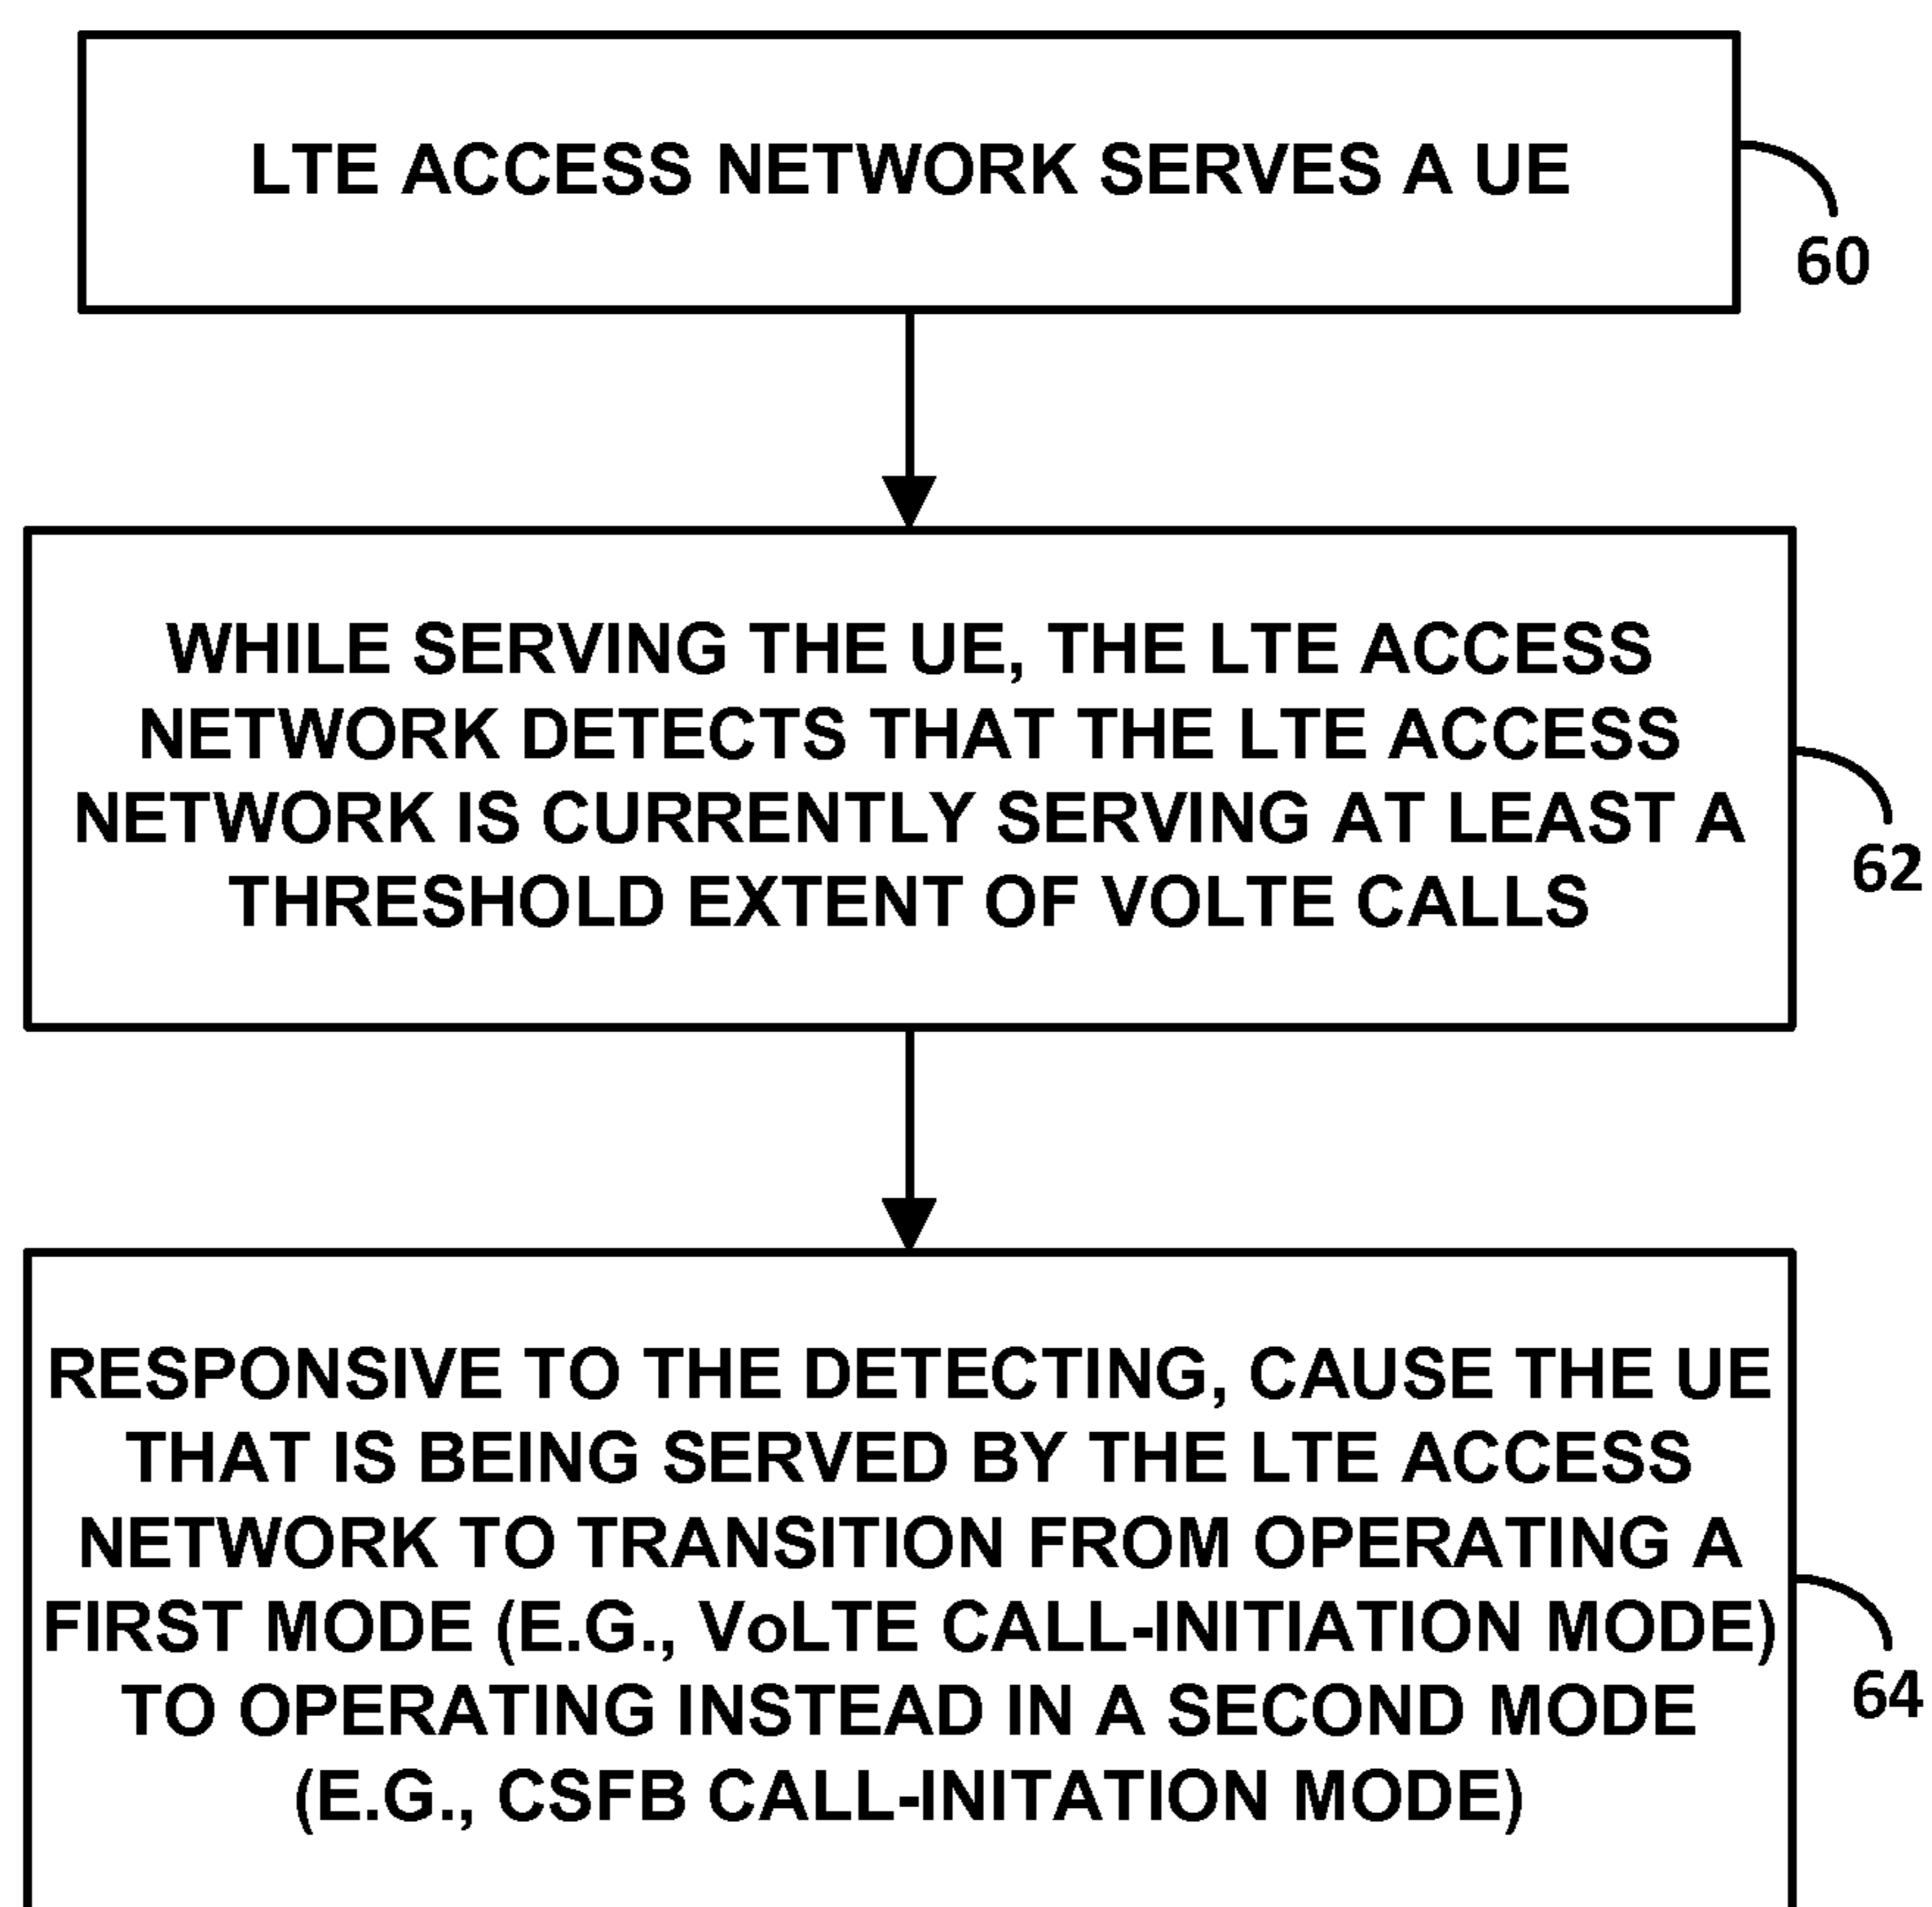 LTE ACCESS NETWORK SERVES A UE
60
WHILE SERVING THE UE, THE LTE ACCESS
NETWORK DETECTS THAT THE LTE ACCESS
NETWORK IS CURRENTLY SERVING AT LEAST A
THRESHOLD EXTENT OF VOLTE CALLS
62
RESPONSIVE TO THE DETECTING, CAUSE THE UE
THAT IS BEING SERVED BY THE LTE ACCESS
NETWORK TO TRANSITION FROM OPERATING A
FIRST MODE (E.G., VoLTE CALL-INITIATION MODE)
TO OPERATING INSTEAD IN A SECOND MODE
(E.G., CSFB CALL-INITATION MODE)
64